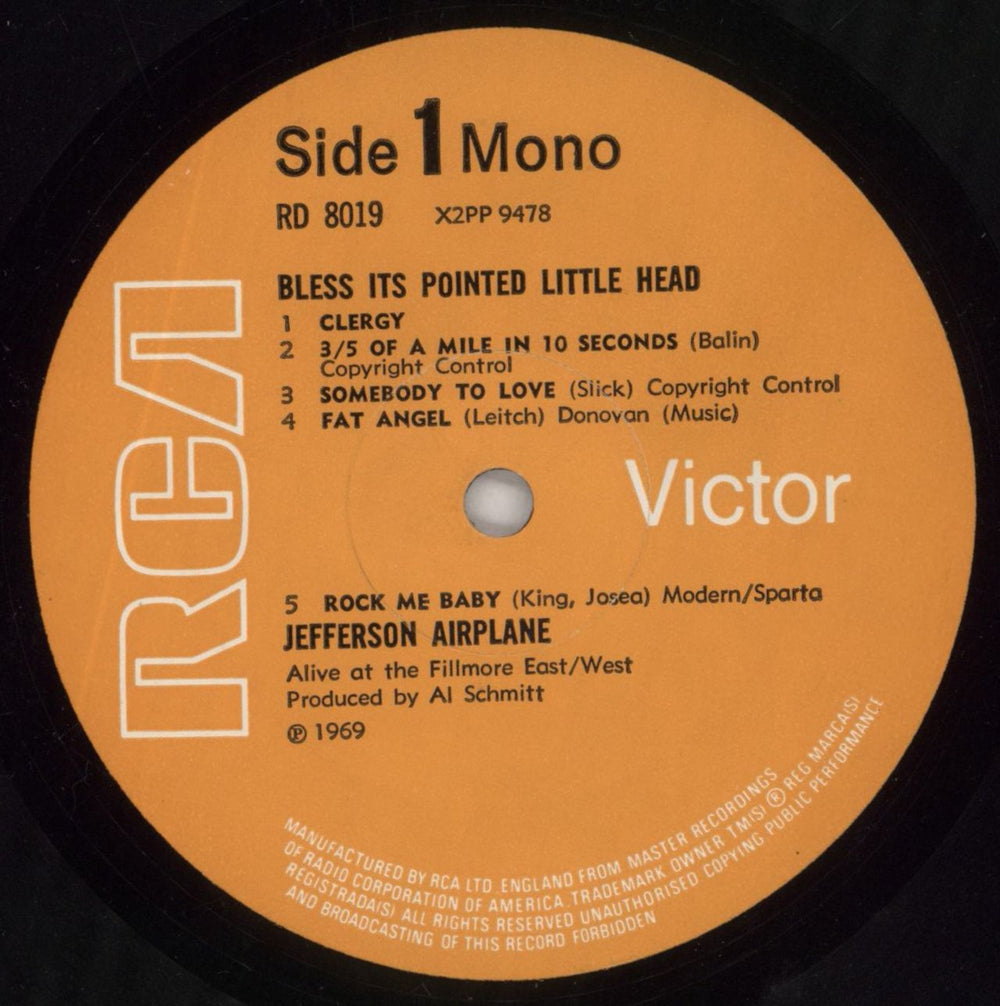 Side 1 Mono
RD 8019 X2PP 9478
BLESS ITS POINTED LITTLE HEAD
1 CLERGY
2 3/5 OF A MILE IN 10 SECONDS (Balin)
Copyright Control
3 SOMEBODY TO LOVE (Slick) Copyright Control
4 FAT ANGEL (Leitch) Donovan (Music)
RCA
Victor
5 ROCK ME BABY (King, Josea) Modern/Sparta
JEFFERSON AIRPLANE
Alive at the Fillmore East/West
Produced by Al Schmitt
℗ 1969
MANUFACTURED BY RCA LTD. ENGLAND FROM MASTER RECORDINGS
OF RADIO CORPORATION OF AMERICA. TRADEMARK OWNER TM(S) ® REG MARCA(S)
REGISTRADA(S) ALL RIGHTS RESERVED UNAUTHORISED COPYING PUBLIC PERFORMANCE
AND BROADCASTING OF THIS RECORD FORBIDDEN